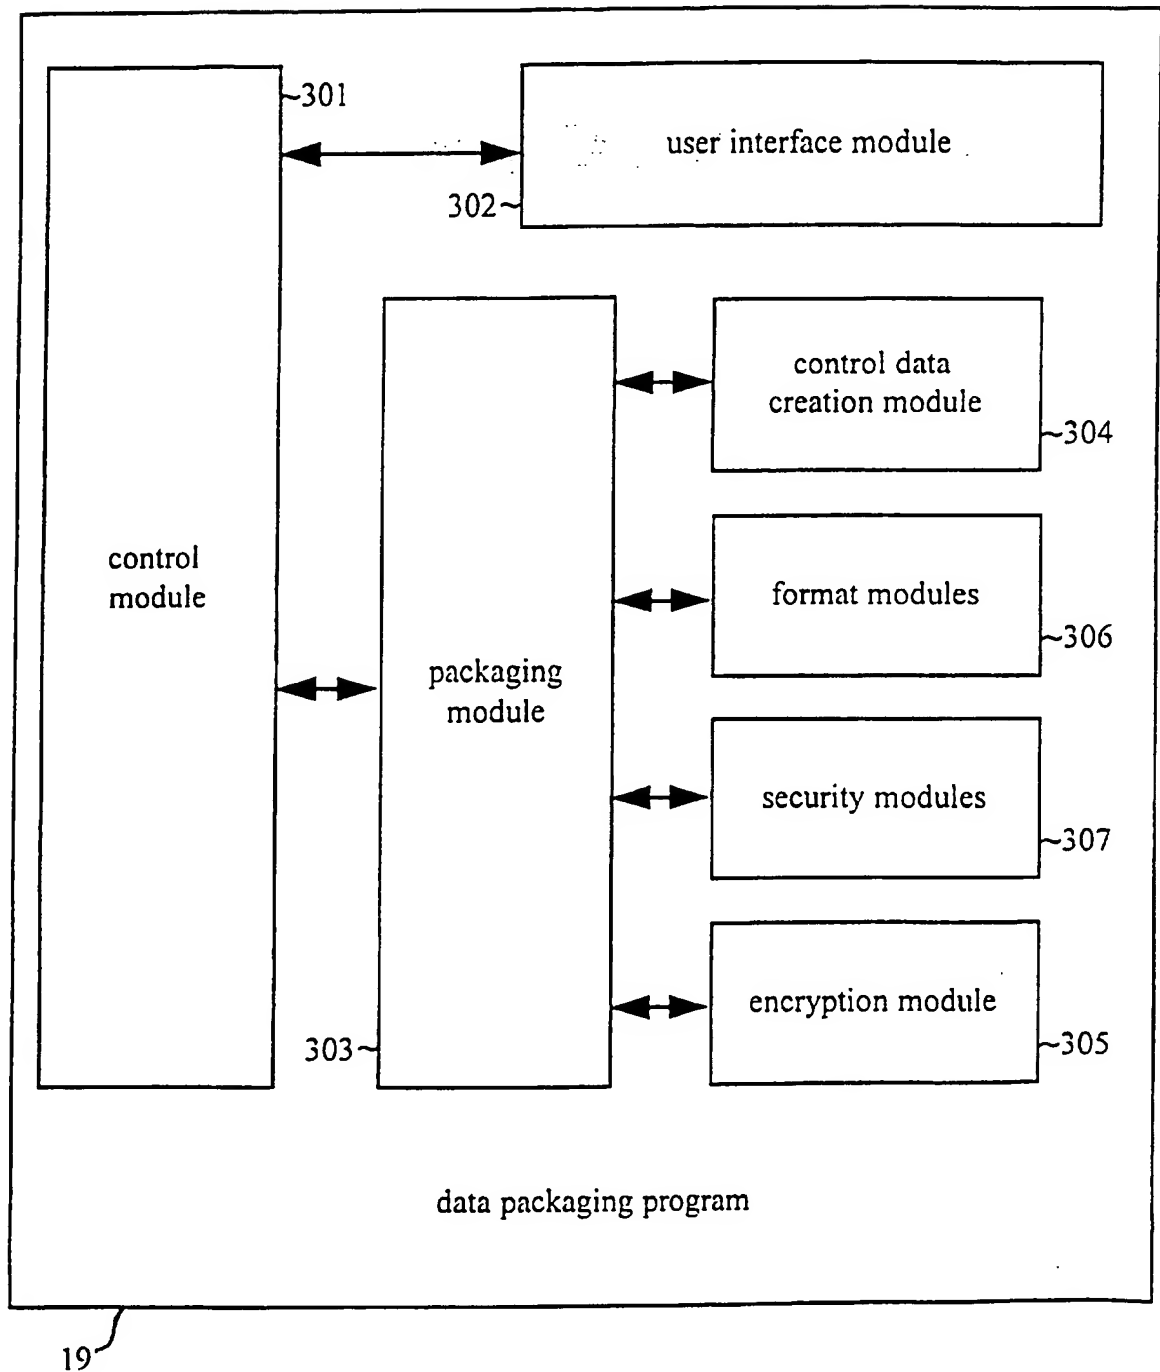 301
user interface module
302
control data
creation module
304
control
module
format modules
306
packaging
module
security modules
307
encryption module
303
305
data packaging program
19